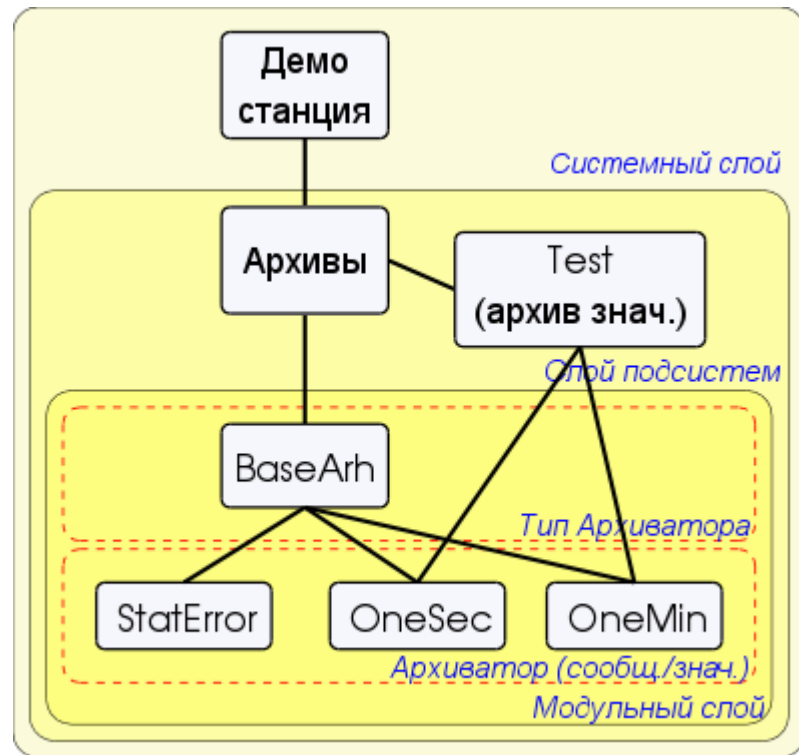 Демо
станция
Системный слой
Архивы
Test
(архив знач.)
Слой подсистем
BaseArh
Тип Архиватора
StatError
OneSec
OneMin
Архиватор (сообщ./знач.)
Модульный слой